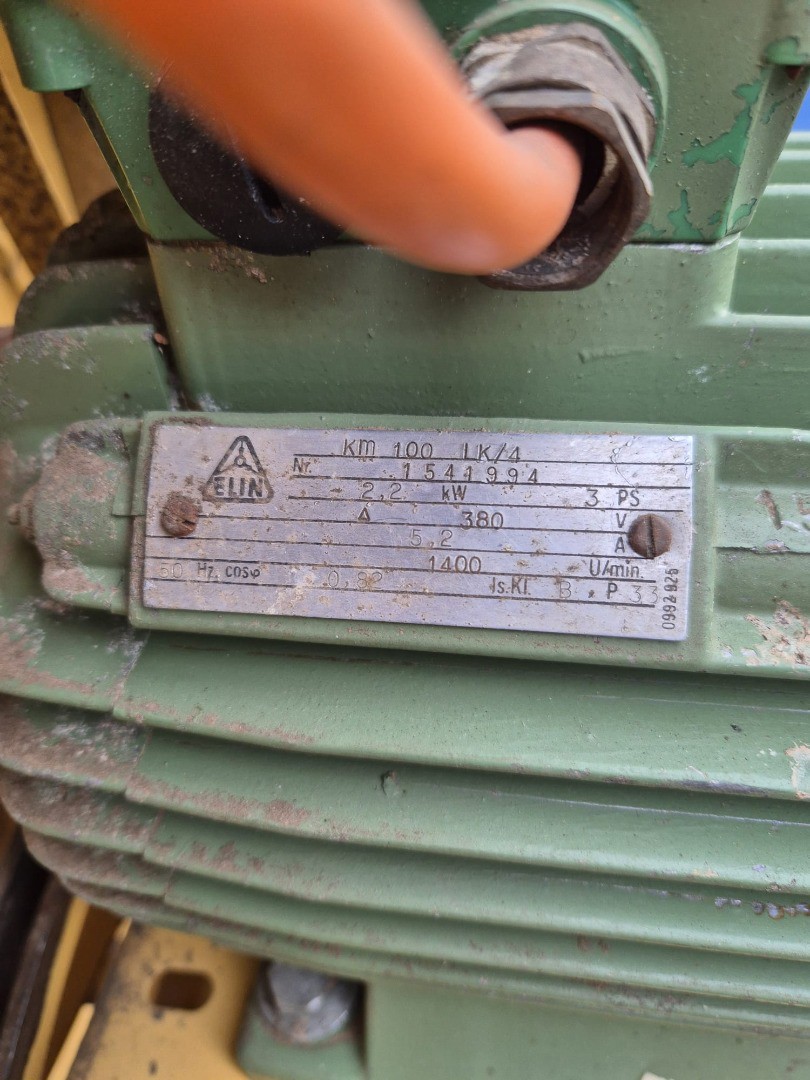 ELIN
Km 100 LK/4
Nr. 1541994
2,2 kW 3 PS
Δ 380 V
5,2 A
1400 U/min.
50 Hz. cosφ 0,82 Is.Kl. B , P 33
0992826